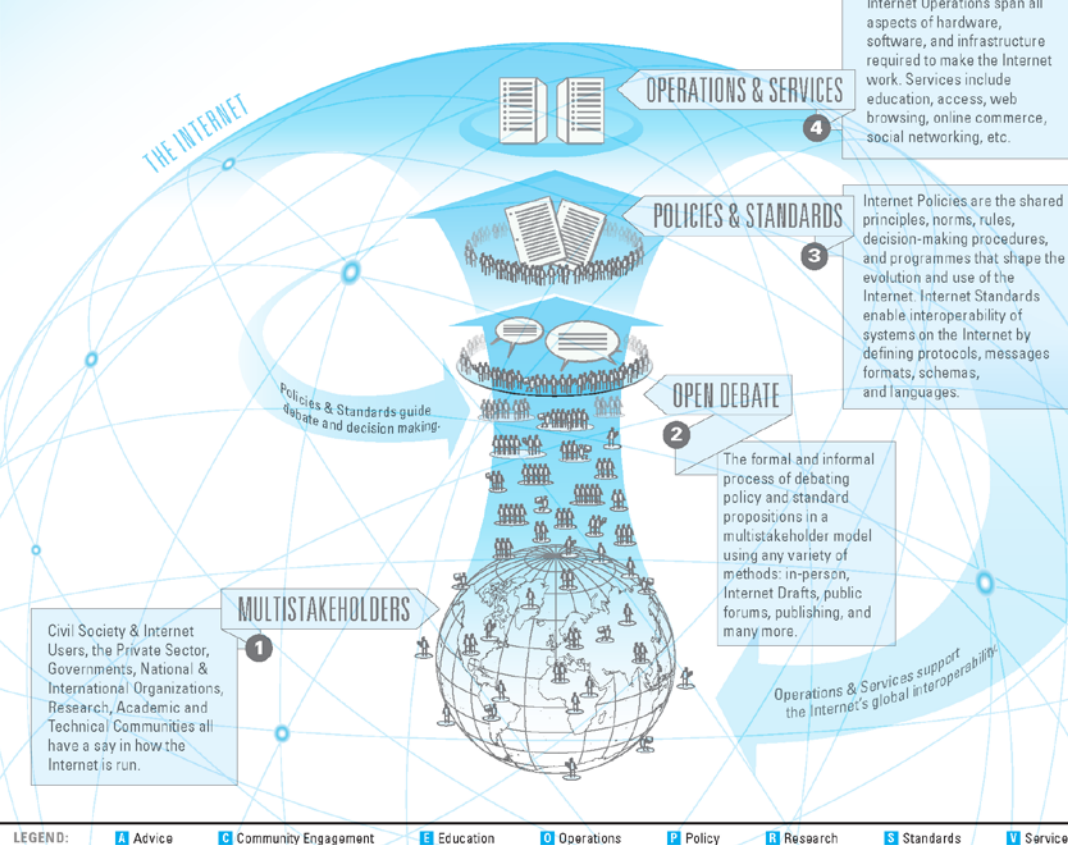 Internet Operations span all
aspects of hardware,
software, and infrastructure
required to make the Internet
work. Services include
education, access, web
browsing, online commerce,
social networking, etc.
OPERATIONS & SERVICES
4
THE INTERNET
POLICIES & STANDARDS
3
Internet Policies are the shared
principles, norms, rules,
decision-making procedures,
and programmes that shape the
evolution and use of the
Internet. Internet Standards
enable interoperability of
systems on the Internet by
defining protocols, messages
formats, schemas,
and languages.
Policies & Standards guide
debate and decision making.
OPEN DEBATE
2
The formal and informal
process of debating
policy and standard
propositions in a
multistakeholder model
using any variety of
methods: in-person,
Internet Drafts, public
forums, publishing, and
many more.
MULTISTAKEHOLDERS
1
Civil Society & Internet
Users, the Private Sector,
Governments, National &
International Organizations,
Research, Academic and
Technical Communities all
have a say in how the
Internet is run.
Operations & Services support
the Internet's global interoperability.
LEGEND: A Advice C Community Engagement E Education O Operations P Policy R Research S Standards V Service